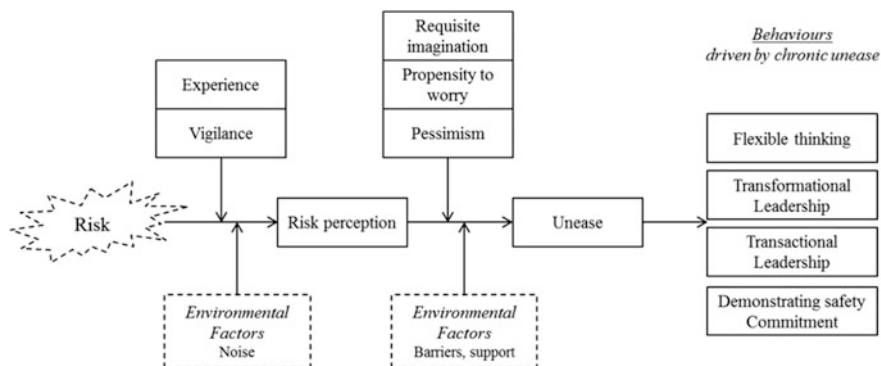 Requisite
imagination
Propensity to
worry
Pessimism
Behaviours
driven by chronic unease
Experience
Vigilance
Flexible thinking
Transformational
Leadership
Transactional
Leadership
Demonstrating safety
Commitment
Risk
Risk perception
Unease
Environmental
Factors
Noise
Environmental
Factors
Barriers, support